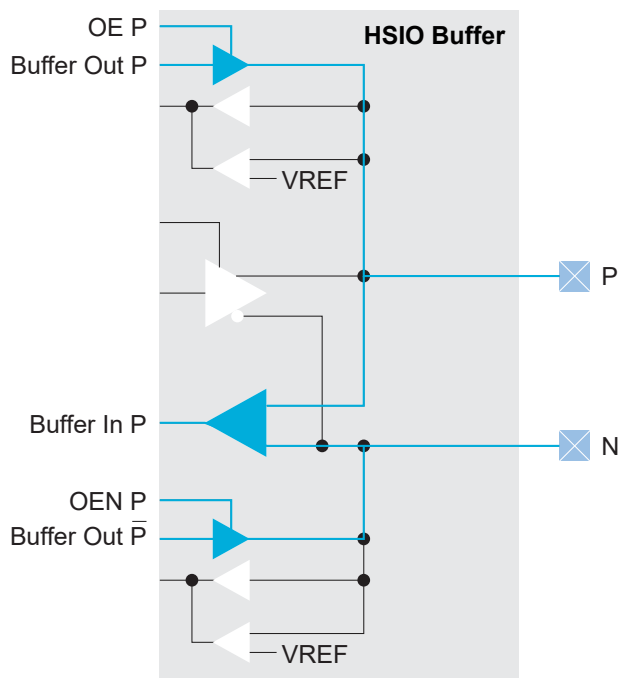 OE P
HSIO Buffer
Buffer Out P
VREF
P
Buffer In P
N
OEN P
Buffer Out P̅
VREF